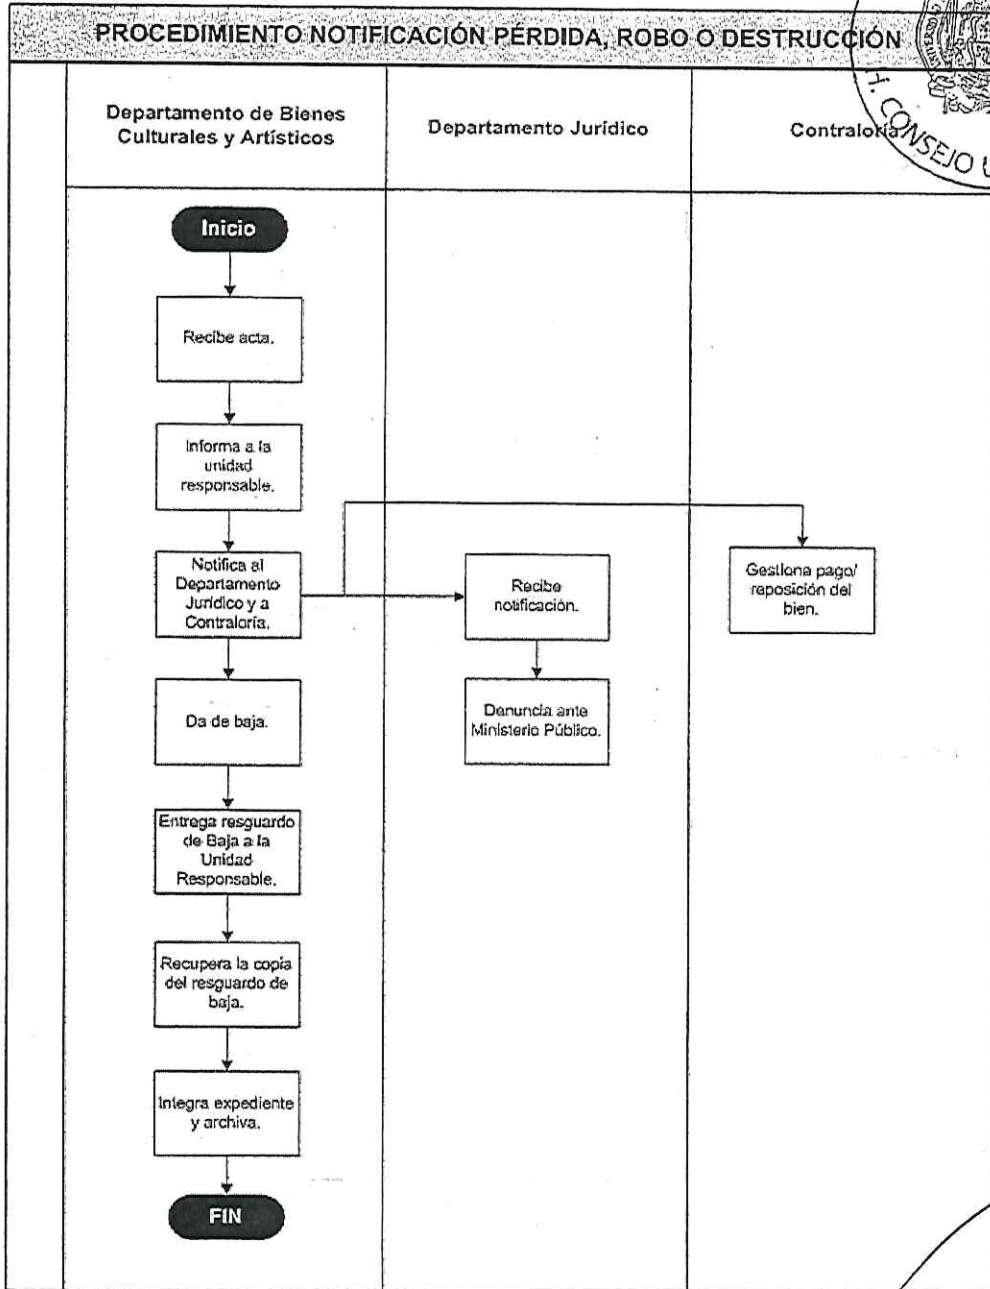 PROCEDIMIENTO NOTIFICACIÓN PÉRDIDA, ROBO O DESTRUCCIÓN
Departamento de Bienes
Culturales y Artísticos
Departamento Jurídico
Contraloría
H. CONSEJO U
Inicio
Recibe acta.
Informa a la
unidad
responsable.
Notifica al
Departamento
Jurídico y a
Contraloría.
Recibe
notificación.
Gestiona pago/
reposición del
bien.
Da de baja.
Denuncia ante
Ministerio Público.
Entrega resguardo
de Baja a la
Unidad
Responsable.
Recupera la copia
del resguardo de
baja.
Integra expediente
y archiva.
FIN